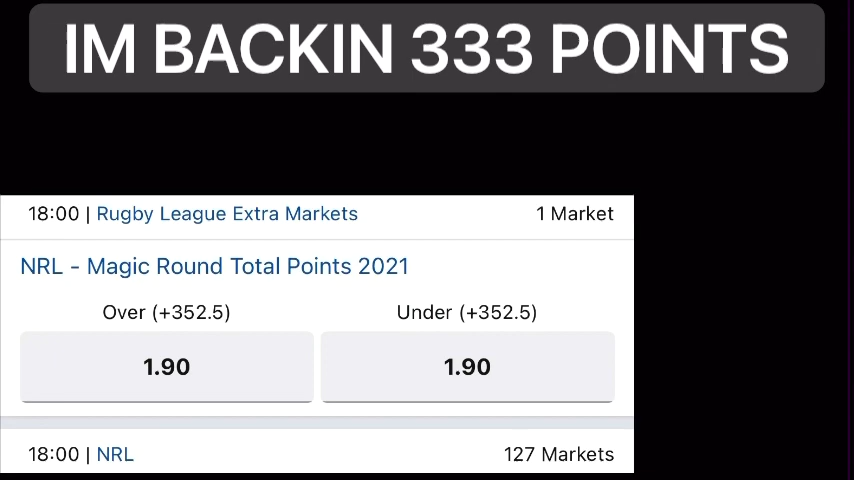 IM BACKIN 333 POINTS
18:00 | Rugby League Extra Markets 1 Market
NRL - Magic Round Total Points 2021
Over (+352.5) Under (+352.5)
1.90 1.90
18:00 | NRL 127 Markets